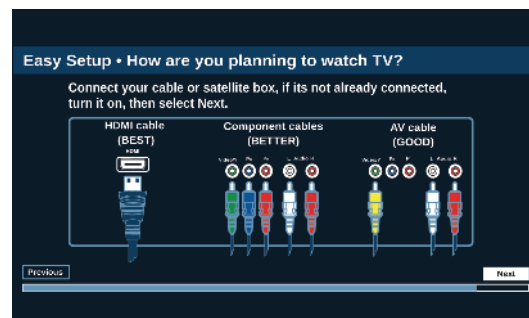 Easy Setup • How are you planning to watch TV?
Connect your cable or satellite box, if its not already connected,
turn it on, then select Next.
HDMI cable
(BEST)
HDMI
Component cables
(BETTER)
L Audio R
AV cable
(GOOD)
L Audio R
Previous
Next